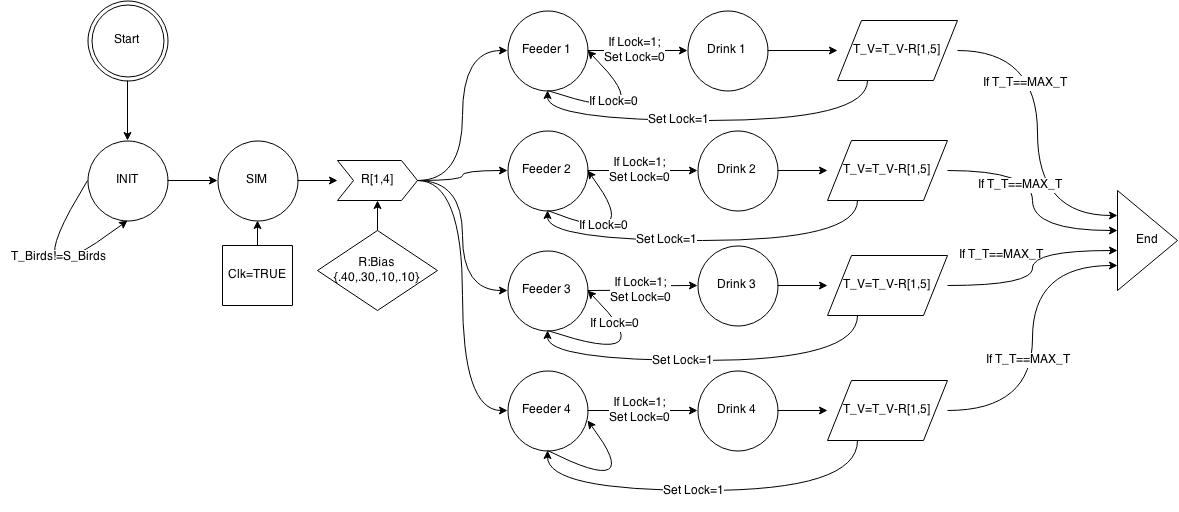 Start
INIT
T_Birds!=S_Birds
SIM
Clk=TRUE
R[1,4]
R:Bias
{.40,.30,.10,.10}
Feeder 1
If Lock=1;
Set Lock=0
Drink 1
T_V=T_V-R[1,5]
If Lock=0
Set Lock=1
If T_T==MAX_T
Feeder 2
If Lock=1;
Set Lock=0
Drink 2
T_V=T_V-R[1,5]
If Lock=0
Set Lock=1
If T_T==MAX_T
Feeder 3
If Lock=1;
Set Lock=0
Drink 3
T_V=T_V-R[1,5]
If Lock=0
Set Lock=1
If T_T==MAX_T
Feeder 4
If Lock=1;
Set Lock=0
Drink 4
T_V=T_V-R[1,5]
Set Lock=1
If T_T==MAX_T
End